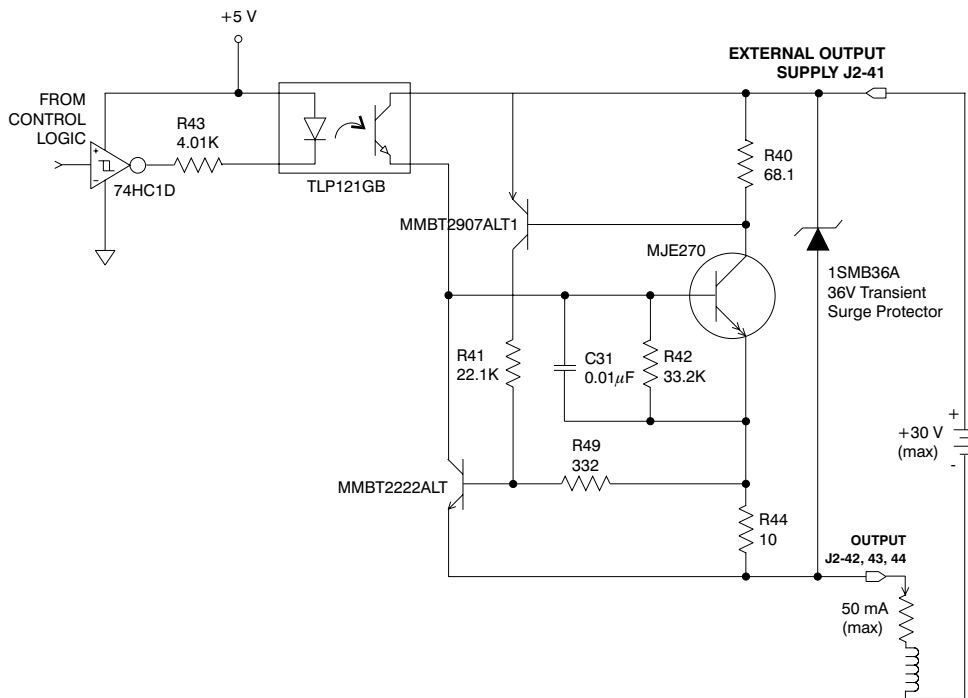 +5 V
EXTERNAL OUTPUT
SUPPLY J2-41
FROM
CONTROL
LOGIC
R43
4.01K
+
−
74HC1D
TLP121GB
R40
68.1
MMBT2907ALT1
MJE270
1SMB36A
36V Transient
Surge Protector
R41
22.1K
C31
0.01μF
R42
33.2K
+
+30 V
(max)
-
R49
332
MMBT2222ALT
R44
10
OUTPUT
J2-42, 43, 44
50 mA
(max)